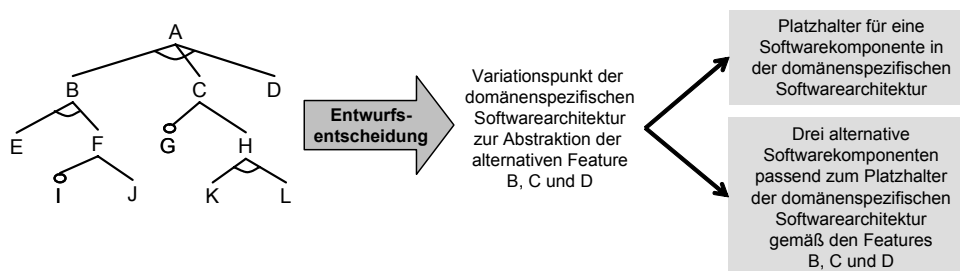 A
B
C
D
E
F
G
H
I
J
K
L
Entwurfs-
entscheidung
Variationspunkt der
domänenspezifischen
Softwarearchitektur
zur Abstraktion der
alternativen Feature
B, C und D
Platzhalter für eine
Softwarekomponente in
der domänenspezifischen
Softwarearchitektur
Drei alternative
Softwarekomponenten
passend zum Platzhalter
der domänenspezifischen
Softwarearchitektur
gemäß den Features
B, C und D